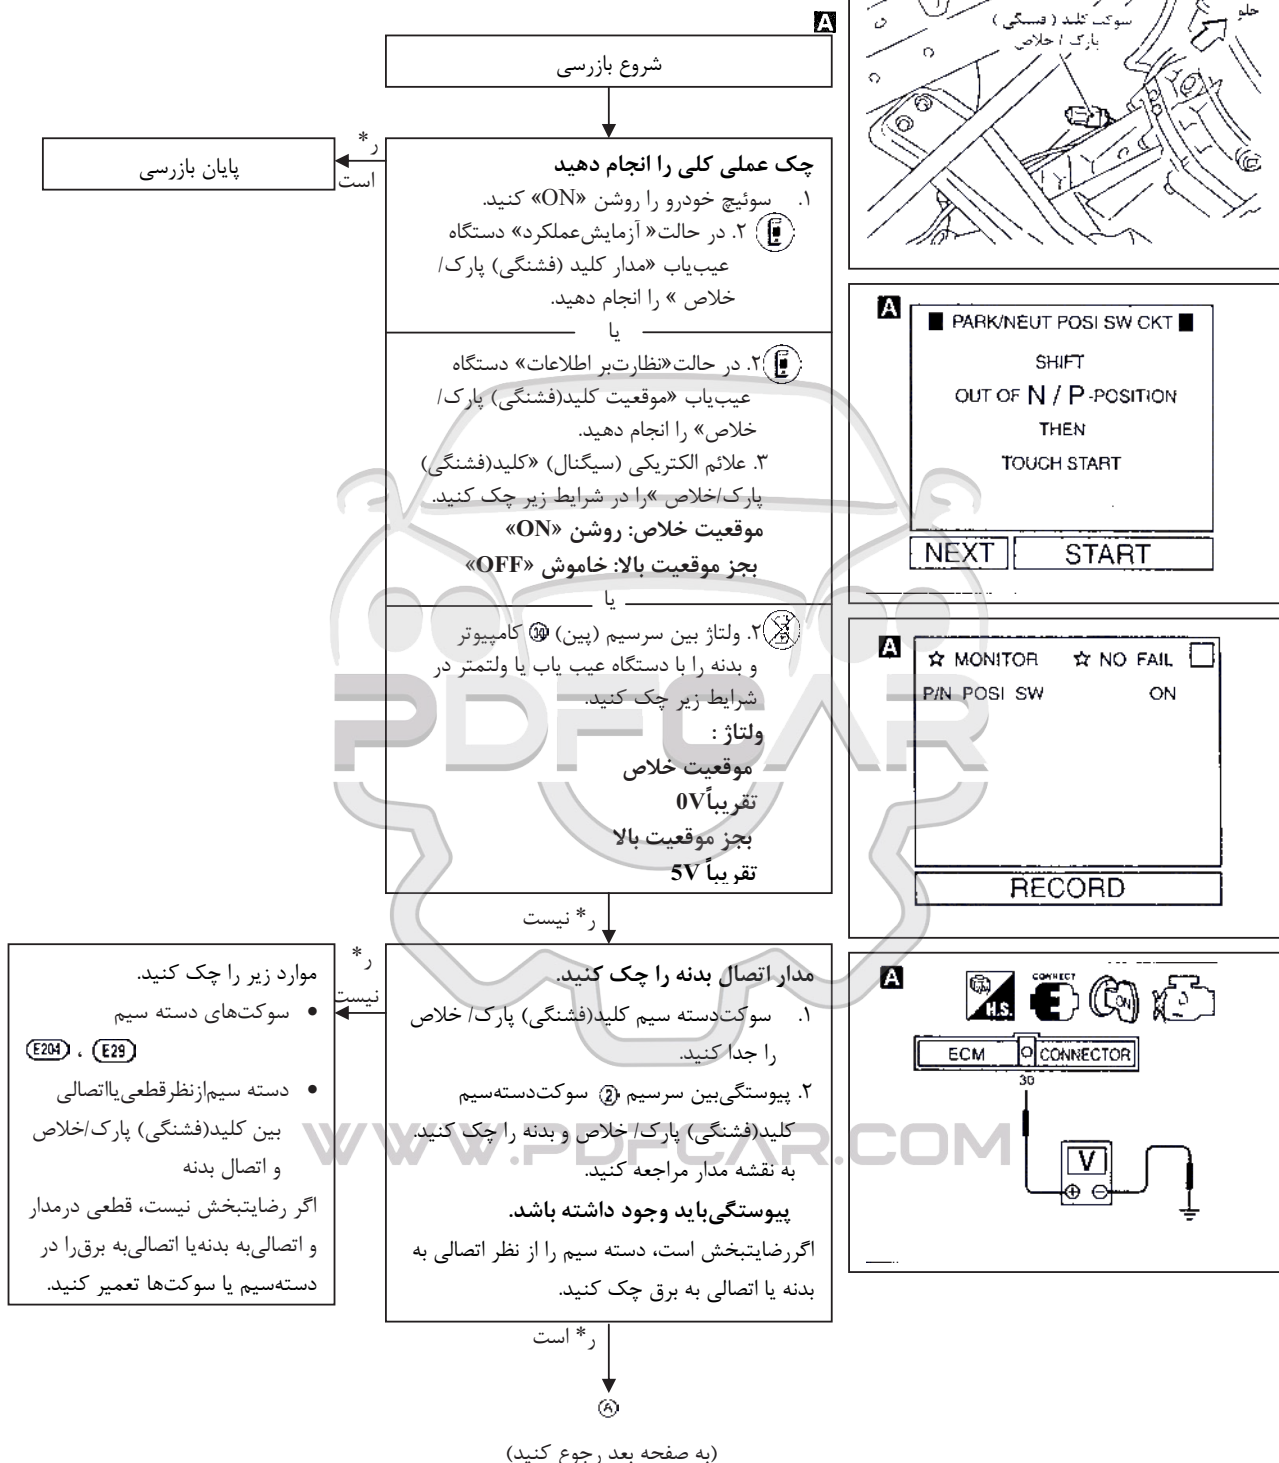 A
شروع بازرسی
ر*
است
پایان بازرسی
چک عملی کلی را انجام دهید
۱. سوئیچ خودرو را روشن «ON» کنید.
۲. در حالت« آزمایش‌عملکرد» دستگاه
عیب‌یاب «مدار کلید (فشنگی) پارک/
خلاص » را انجام دهید.
یا
۲. در حالت«نظارت‌بر اطلاعات» دستگاه
عیب‌یاب «موقعیت کلید(فشنگی) پارک/
خلاص» را انجام دهید.
۳. علائم الکتریکی (سیگنال) «کلید(فشنگی)
پارک/خلاص »را در شرایط زیر چک کنید.
موقعیت خلاص: روشن «ON»
بجز موقعیت بالا: خاموش «OFF»
یا
۲. ولتاژ بین سرسیم (پین) 30 کامپیوتر
و بدنه را با دستگاه عیب یاب یا ولتمتر در
شرایط زیر چک کنید.
ولتاژ :
موقعیت خلاص
تقریباً0V
بجز موقعیت بالا
تقریباً 5V
ر* نیست
مدار اتصال بدنه را چک کنید.
۱. سوکت‌دسته سیم کلید(فشنگی) پارک/ خلاص
را جدا کنید.
۲. پیوستگی‌بین سرسیم 2 سوکت‌دسته‌سیم
کلید(فشنگی) پارک/ خلاص و بدنه را چک کنید.
به نقشه مدار مراجعه کنید.
پیوستگی‌باید وجود داشته باشد.
اگررضایتبخش است، دسته سیم را از نظر اتصالی به
بدنه یا اتصالی به برق چک کنید.
ر*
نیست
موارد زیر را چک کنید.
• سوکت‌های دسته سیم
E29 ، E204
• دسته سیم‌ازنظرقطعی‌یااتصالی
بین کلید(فشنگی) پارک/خلاص
و اتصال بدنه
اگر رضایتبخش نیست، قطعی درمدار
و اتصالی‌به بدنه‌یا اتصالی‌به برق‌را در
دسته‌سیم یا سوکت‌ها تعمیر کنید.
ر* است
A
(به صفحه بعد رجوع کنید)
جلو
سوکت کلید ( فشنگی )
پارک / خلاص
A
PARK/NEUT POSI SW CKT
SHIFT
OUT OF N / P -POSITION
THEN
TOUCH START
NEXT START
A
☆ MONITOR ☆ NO FAIL
P/N POSI SW ON
RECORD
A
H.S.
CONNECT
E
ON
ECM CONNECTOR
30
V
⊕ ⊖
PDFCAR
WWW.PDFCAR.COM